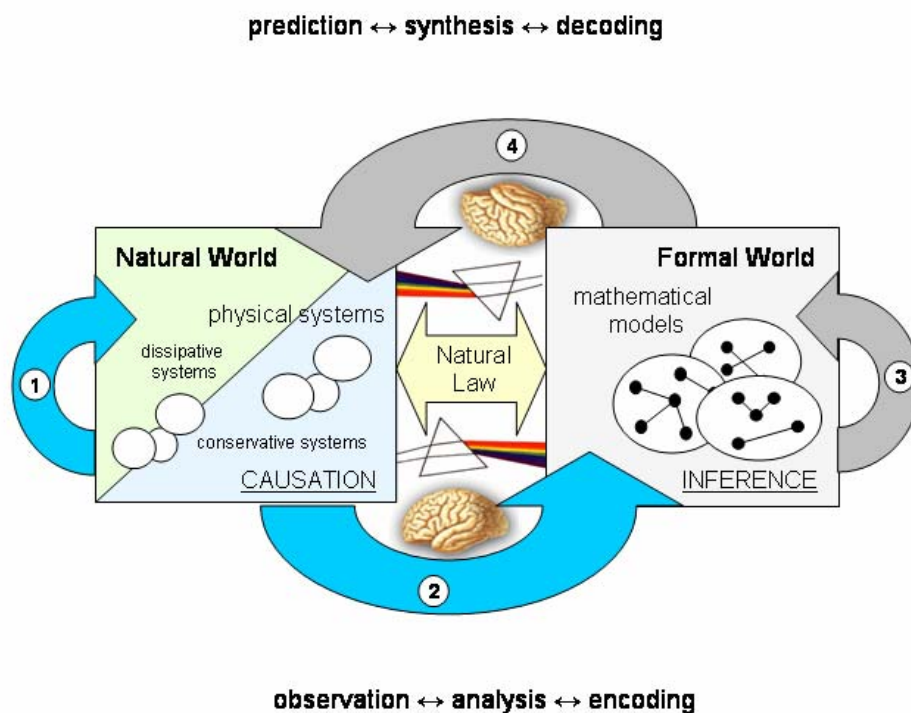 prediction ↔ synthesis ↔ decoding
4
Natural World
Formal World
physical systems
mathematical
models
dissipative
systems
Natural
Law
1
3
conservative systems
CAUSATION
INFERENCE
2
observation ↔ analysis ↔ encoding